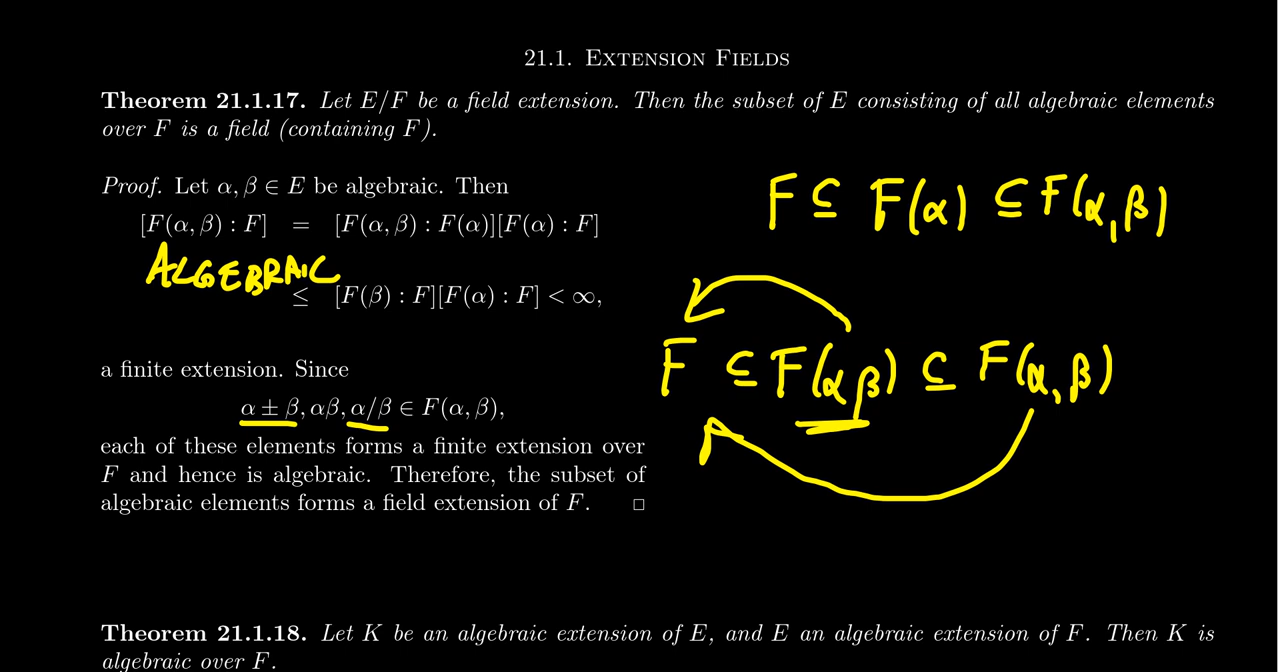 21.1. EXTENSION FIELDS
Theorem 21.1.17. Let E/F be a field extension. Then the subset of E consisting of all algebraic elements
over F is a field (containing F).
Proof. Let α, β ∈ E be algebraic. Then
F ⊆ F(α) ⊆ F(α, β)
[F(α, β) : F] = [F(α, β) : F(α)][F(α) : F]
ALGEBRAIC
≤ [F(β) : F][F(α) : F] < ∞,
F ⊆ F(αβ) ⊆ F(α, β)
a finite extension. Since
α ± β, αβ, α/β ∈ F(α, β),
each of these elements forms a finite extension over
F and hence is algebraic. Therefore, the subset of
algebraic elements forms a field extension of F. □
Theorem 21.1.18. Let K be an algebraic extension of E, and E an algebraic extension of F. Then K is
algebraic over F.